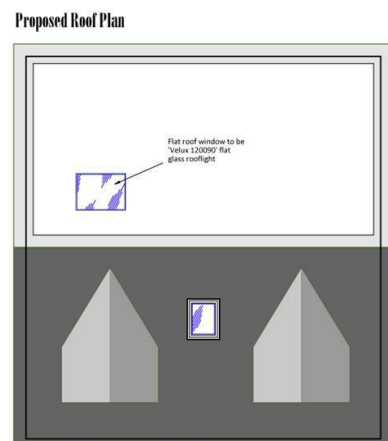 Proposed Roof Plan
Flat roof window to be
'Velux 120090' flat
glass rooflight